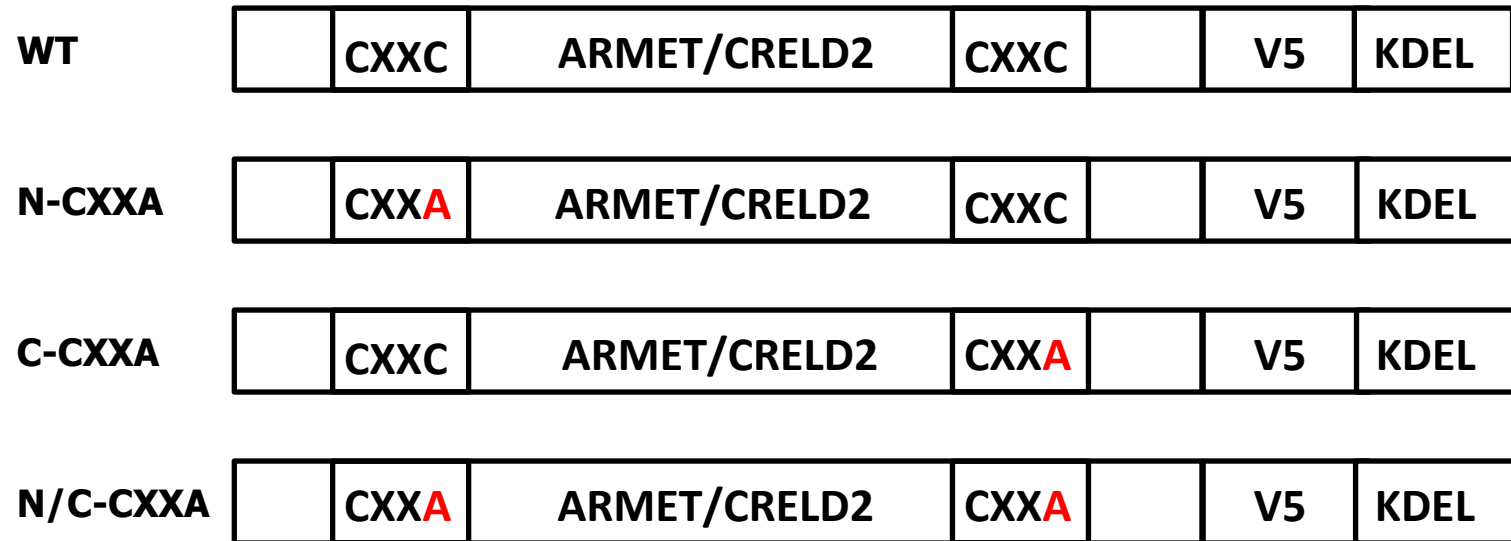 WT CXXC ARMET/CRELD2 CXXC V5 KDEL
N-CXXA CXXA ARMET/CRELD2 CXXC V5 KDEL
C-CXXA CXXC ARMET/CRELD2 CXXA V5 KDEL
N/C-CXXA CXXA ARMET/CRELD2 CXXA V5 KDEL